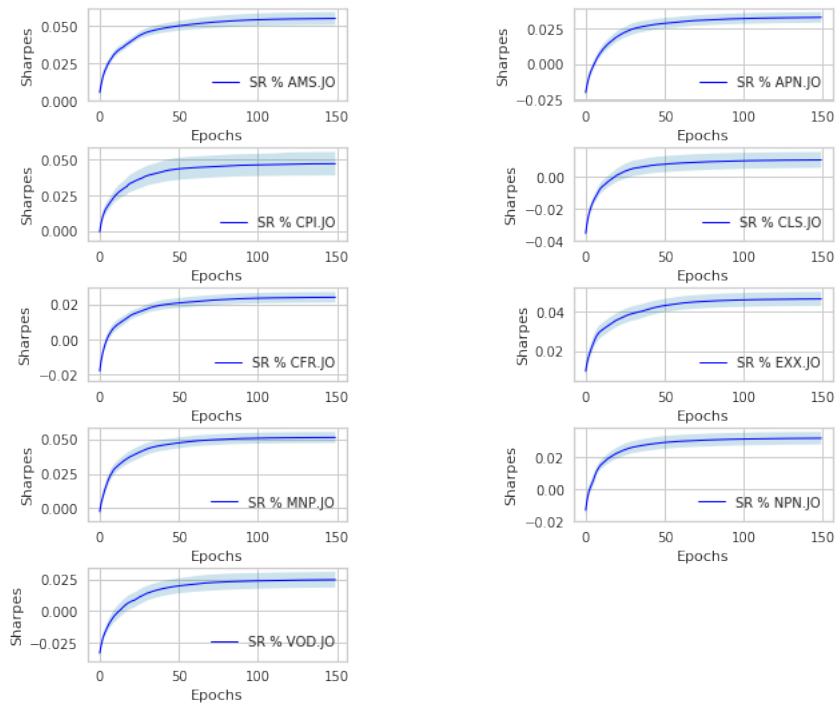 0.050
0.025
0.000
Sharpes
SR % AMS.JO
0 50 100 150
Epochs
0.025
0.000
−0.025
Sharpes
SR % APN.JO
0 50 100 150
Epochs
0.050
0.025
0.000
Sharpes
SR % CPI.JO
0 50 100 150
Epochs
0.00
−0.02
−0.04
Sharpes
SR % CLS.JO
0 50 100 150
Epochs
0.02
0.00
−0.02
Sharpes
SR % CFR.JO
0 50 100 150
Epochs
0.04
0.02
Sharpes
SR % EXX.JO
0 50 100 150
Epochs
0.050
0.025
0.000
Sharpes
SR % MNP.JO
0 50 100 150
Epochs
0.02
0.00
−0.02
Sharpes
SR % NPN.JO
0 50 100 150
Epochs
0.025
0.000
−0.025
Sharpes
SR % VOD.JO
0 50 100 150
Epochs